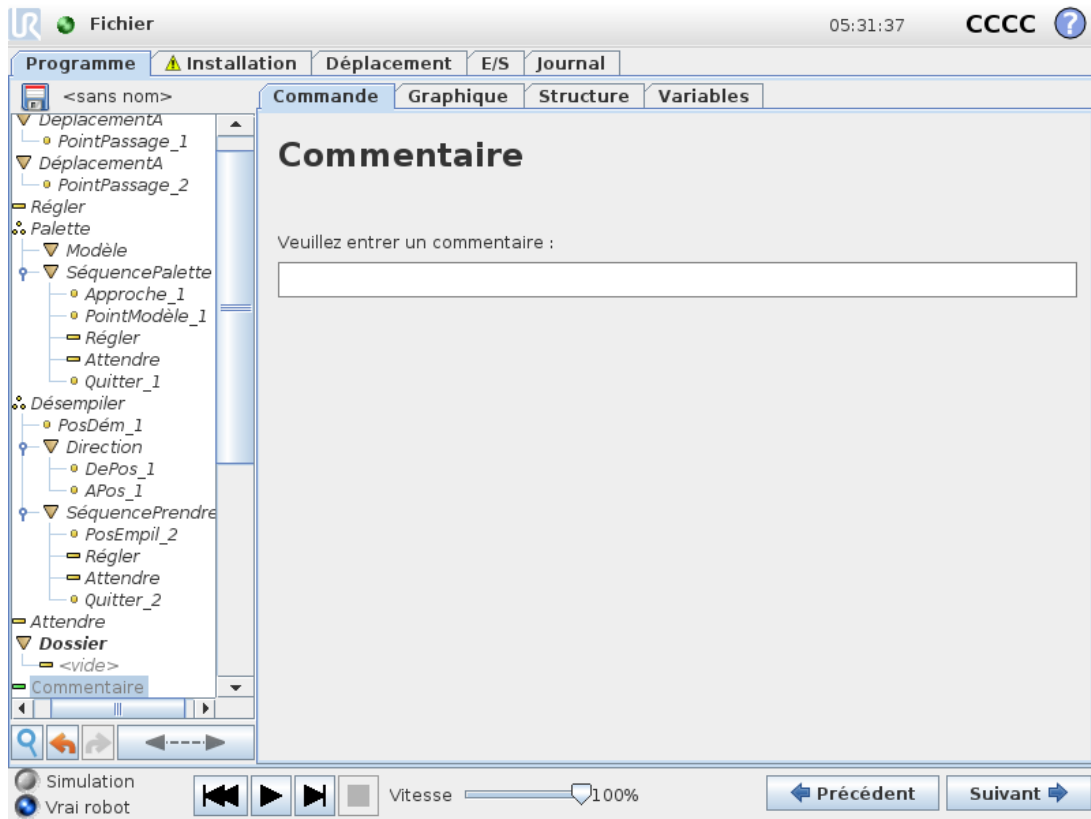 UR Fichier 05:31:37 CCCC ?
Programme Installation Déplacement E/S Journal
<sans nom> Commande Graphique Structure Variables
DéplacementA
PointPassage_1
DéplacementA
PointPassage_2
Régler
Palette
Modèle
SéquencePalette
Approche_1
PointModèle_1
Régler
Attendre
Quitter_1
Désempiler
PosDém_1
Direction
DePos_1
APos_1
SéquencePrendre
PosEmpil_2
Régler
Attendre
Quitter_2
Attendre
Dossier
<vide>
Commentaire
Commentaire
Veuillez entrer un commentaire :
Simulation
Vrai robot
Vitesse 100%
Précédent Suivant